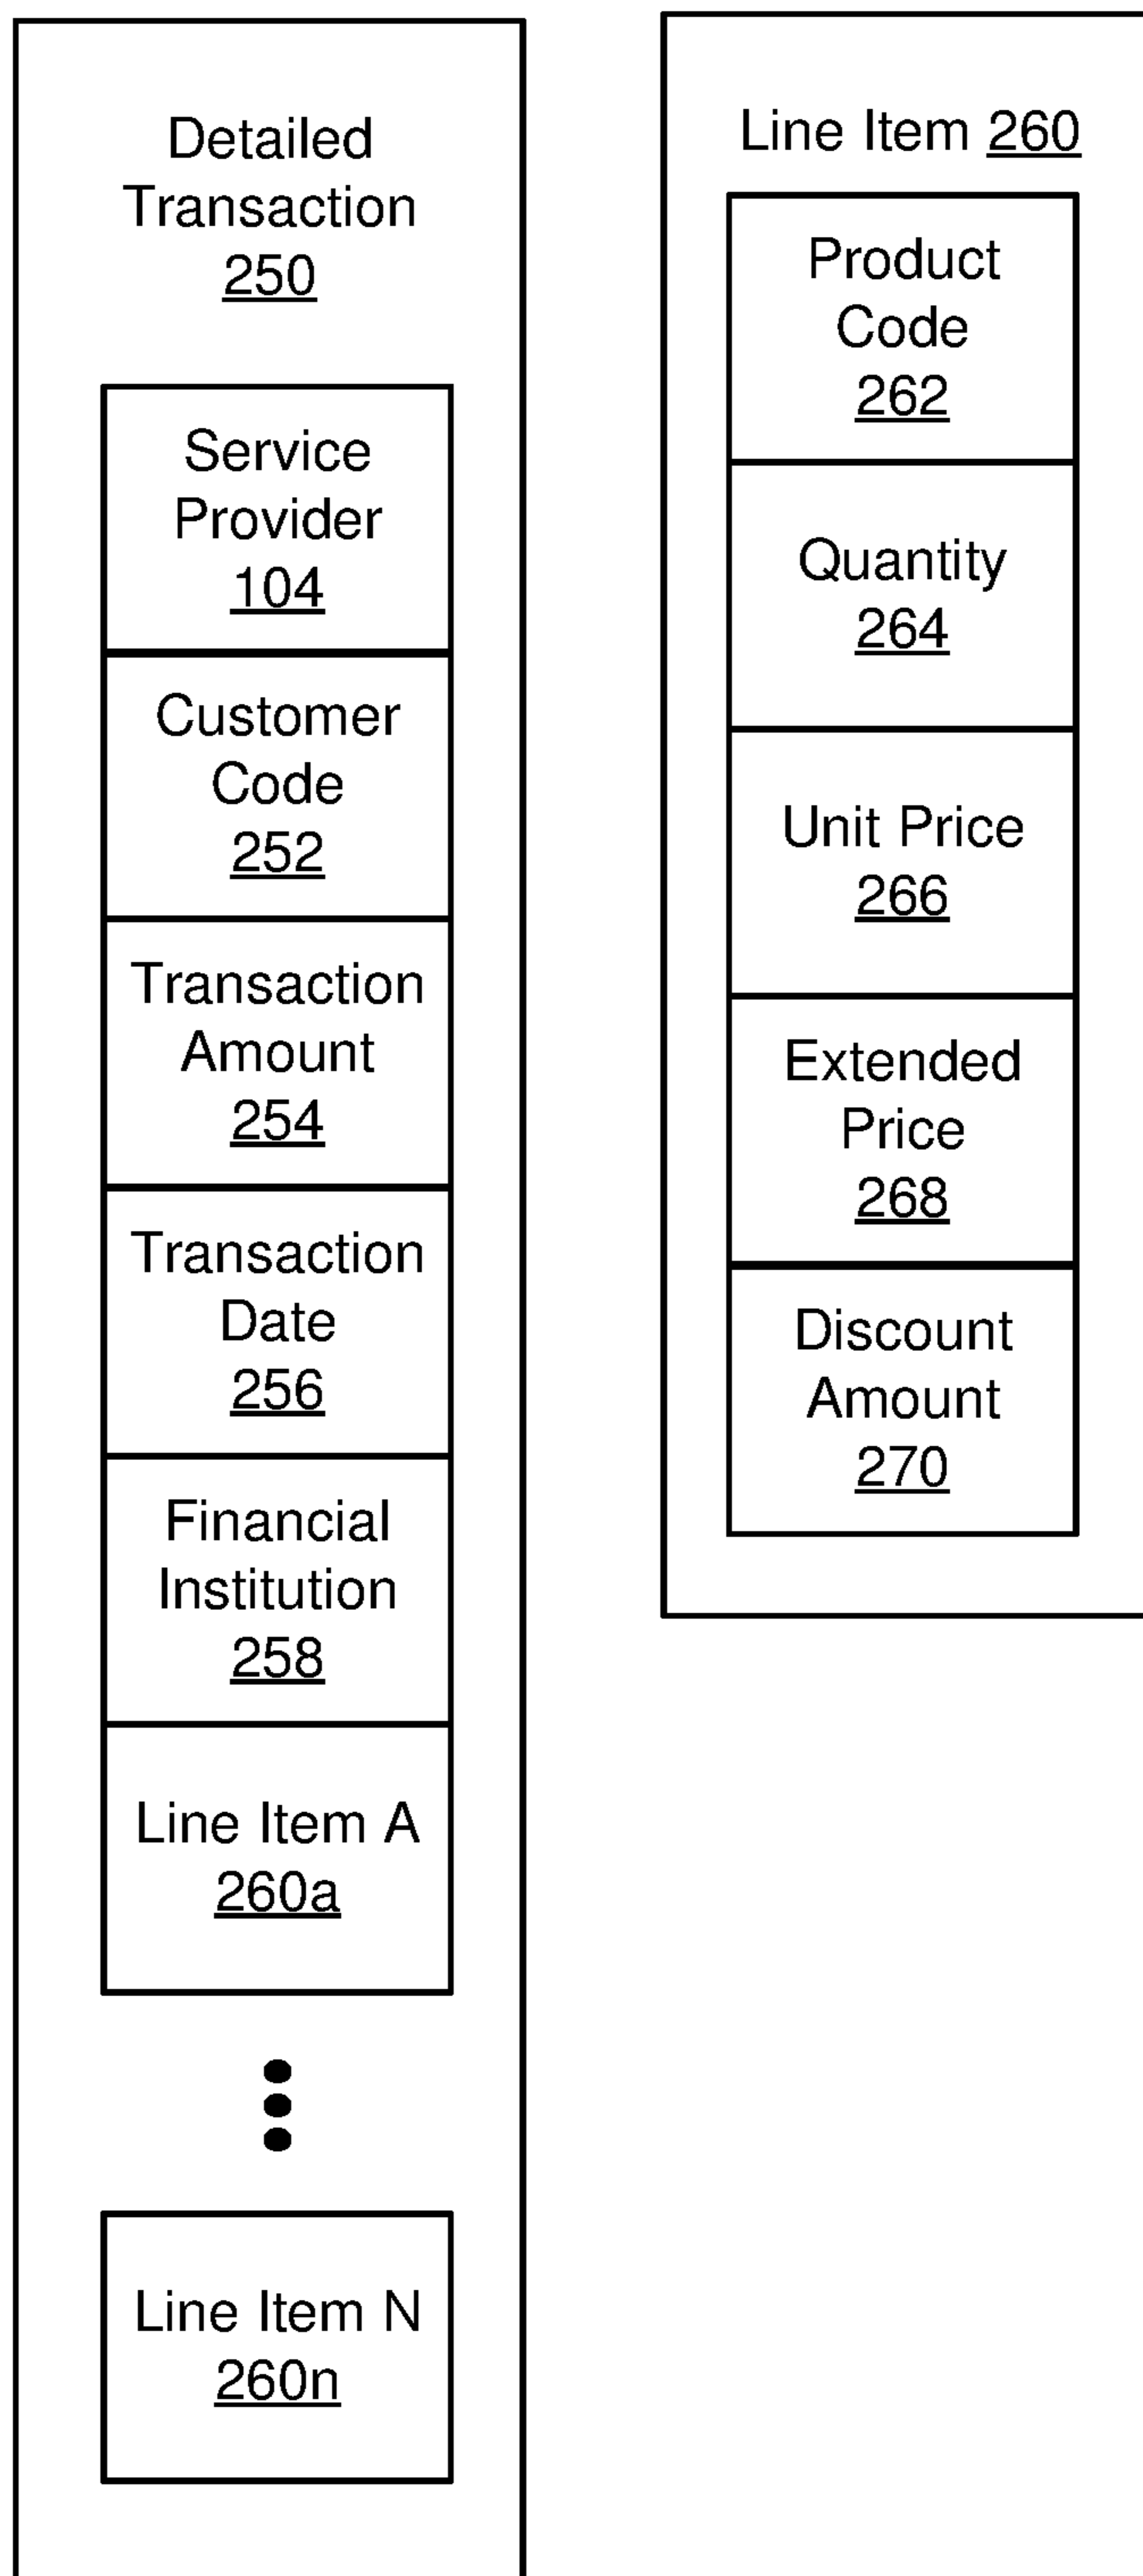 Detailed
Transaction
250
Service
Provider
104
Customer
Code
252
Transaction
Amount
254
Transaction
Date
256
Financial
Institution
258
Line Item A
260a
Line Item N
260n
Line Item 260
Product
Code
262
Quantity
264
Unit Price
266
Extended
Price
268
Discount
Amount
270